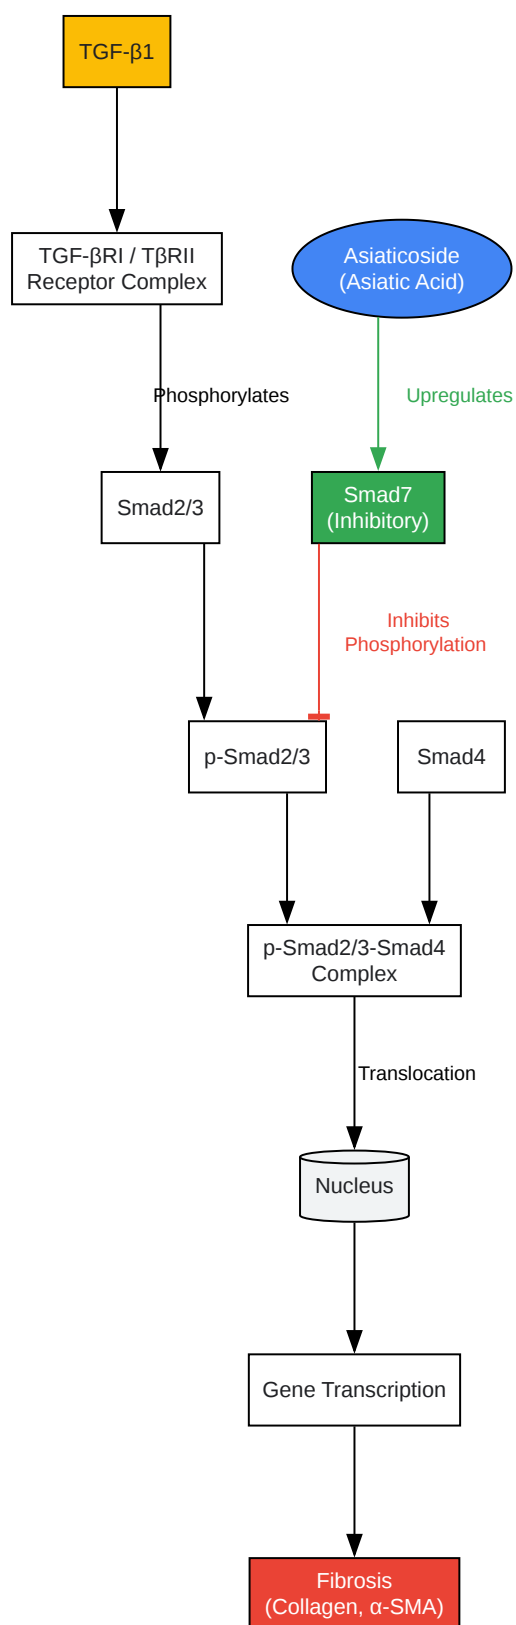 TGF-β1
TGF-βRI / TβRII
Receptor Complex
Asiaticoside
(Asiatic Acid)
Phosphorylates
Upregulates
Smad2/3
Smad7
(Inhibitory)
Inhibits
Phosphorylation
p-Smad2/3
Smad4
p-Smad2/3-Smad4
Complex
Translocation
Nucleus
Gene Transcription
Fibrosis
(Collagen, α-SMA)